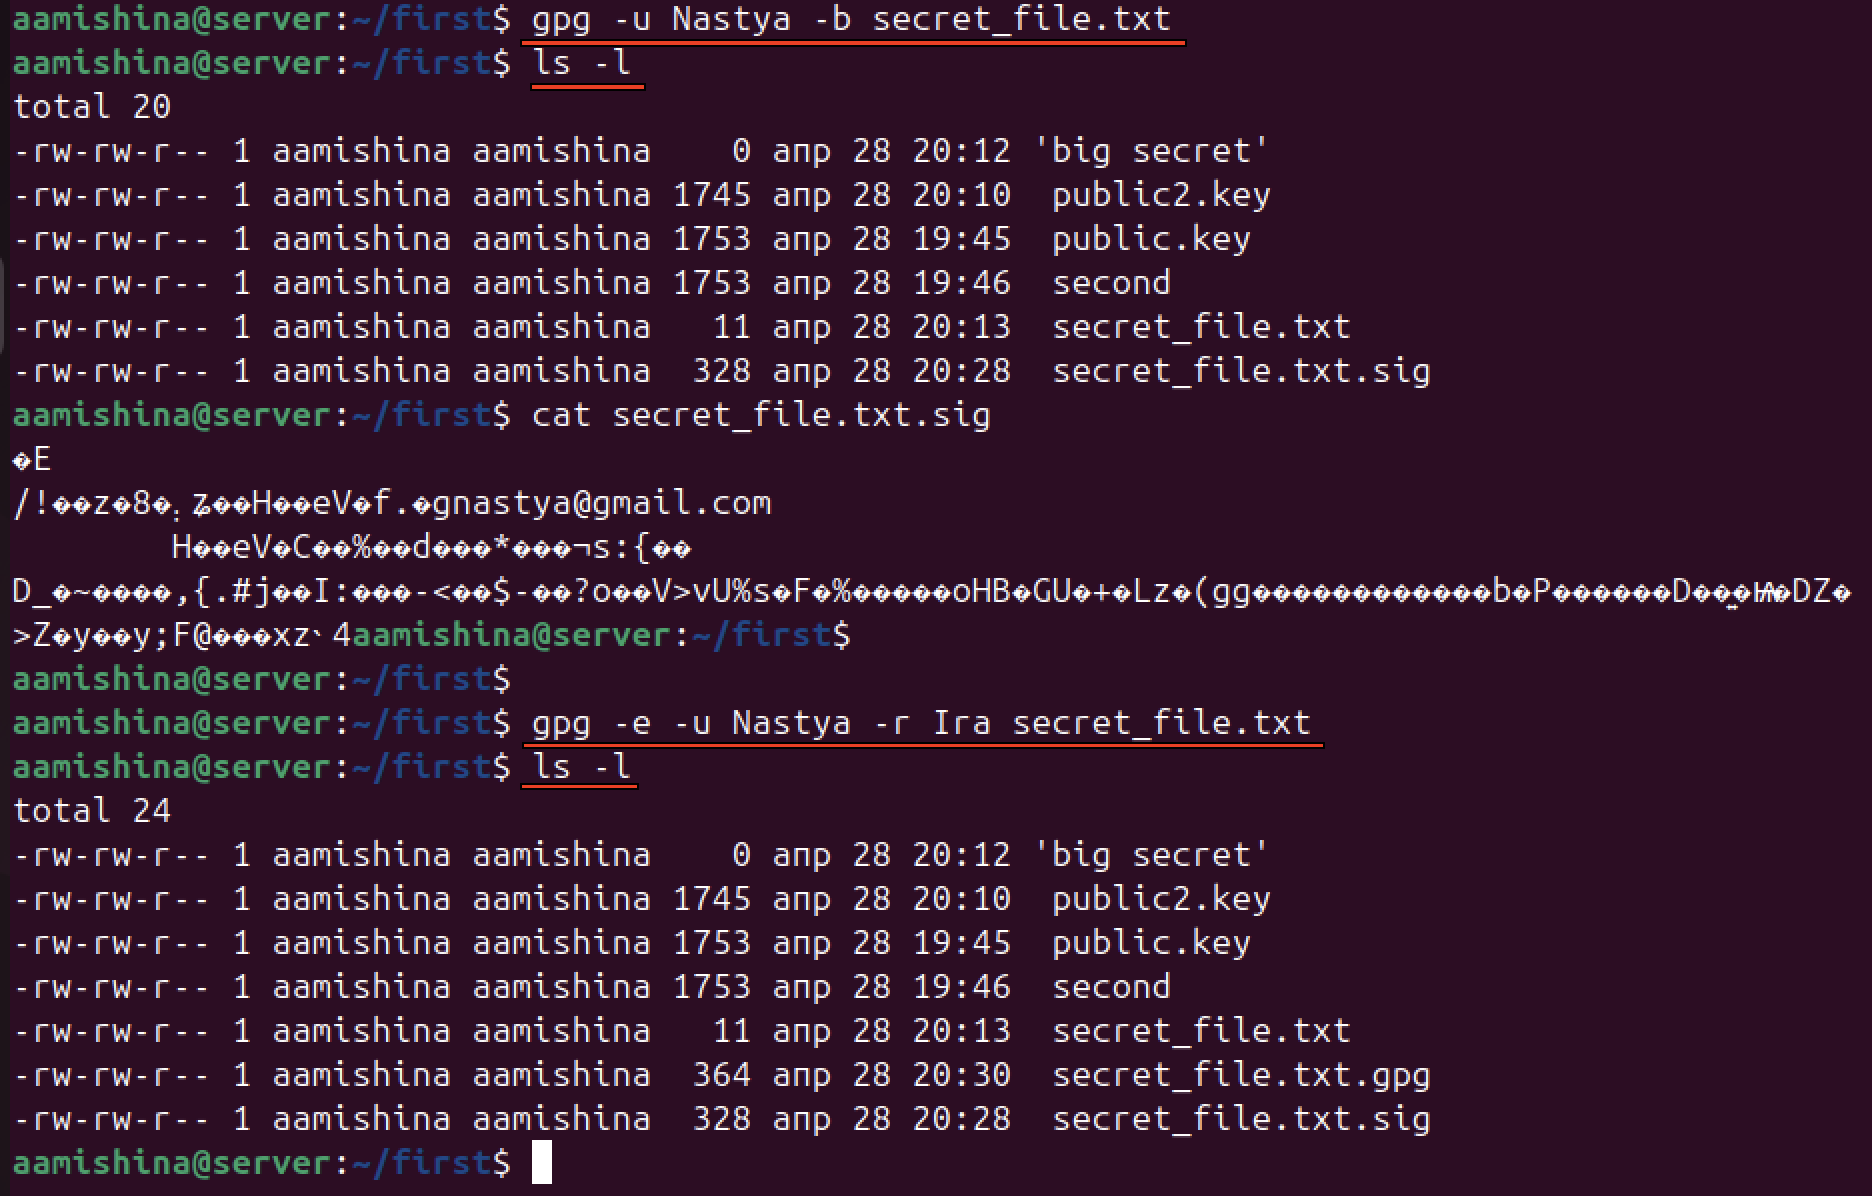 aamishina@server:~/first$ gpg -u Nastya -b secret_file.txt
aamishina@server:~/first$ ls -l
total 20
-rw-rw-r-- 1 aamishina aamishina    0 апр 28 20:12 'big secret'
-rw-rw-r-- 1 aamishina aamishina 1745 апр 28 20:10  public2.key
-rw-rw-r-- 1 aamishina aamishina 1753 апр 28 19:45  public.key
-rw-rw-r-- 1 aamishina aamishina 1753 апр 28 19:46  second
-rw-rw-r-- 1 aamishina aamishina   11 апр 28 20:13  secret_file.txt
-rw-rw-r-- 1 aamishina aamishina  328 апр 28 20:28  secret_file.txt.sig
aamishina@server:~/first$ cat secret_file.txt.sig
�E
/!��z�8� ��H��eV�f.�gnastya@gmail.com
        H��eV�C��%��d���*���¬s:{��
D_�~����,{.#j��I:���-<��$-��?o��V>vU%s�F�%�����oHB�GU�+�Lz�(gg������������b�P������D��� �DZ�
>Z�y��y;F@���xz 4aamishina@server:~/first$
aamishina@server:~/first$
aamishina@server:~/first$ gpg -e -u Nastya -r Ira secret_file.txt
aamishina@server:~/first$ ls -l
total 24
-rw-rw-r-- 1 aamishina aamishina    0 апр 28 20:12 'big secret'
-rw-rw-r-- 1 aamishina aamishina 1745 апр 28 20:10  public2.key
-rw-rw-r-- 1 aamishina aamishina 1753 апр 28 19:45  public.key
-rw-rw-r-- 1 aamishina aamishina 1753 апр 28 19:46  second
-rw-rw-r-- 1 aamishina aamishina   11 апр 28 20:13  secret_file.txt
-rw-rw-r-- 1 aamishina aamishina  364 апр 28 20:30  secret_file.txt.gpg
-rw-rw-r-- 1 aamishina aamishina  328 апр 28 20:28  secret_file.txt.sig
aamishina@server:~/first$